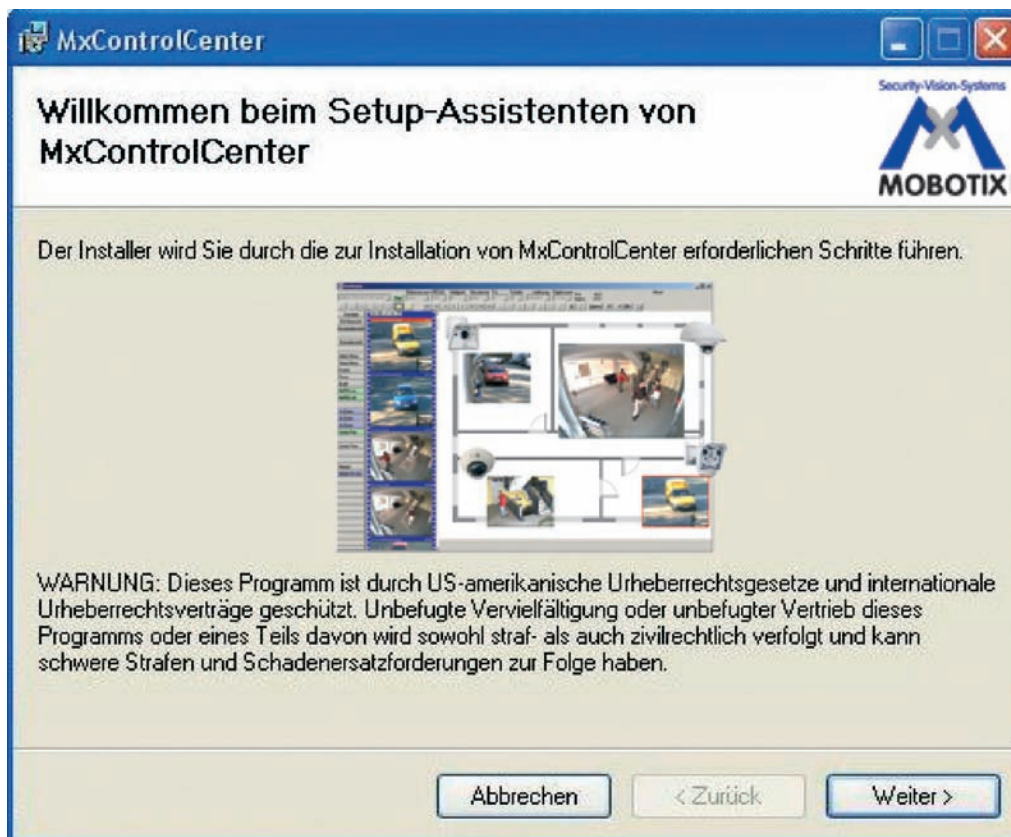 MxControlCenter
Willkommen beim Setup-Assistenten von
MxControlCenter
Security-Vision-Systems
MOBOTIX
Der Installer wird Sie durch die zur Installation von MxControlCenter erforderlichen Schritte führen.
WARNUNG: Dieses Programm ist durch US-amerikanische Urheberrechtsgesetze und internationale
Urheberrechtsverträge geschützt. Unbefugte Vervielfältigung oder unbefugter Vertrieb dieses
Programms oder eines Teils davon wird sowohl straf- als auch zivilrechtlich verfolgt und kann
schwere Strafen und Schadenersatzforderungen zur Folge haben.
Abbrechen
< Zurück
Weiter >